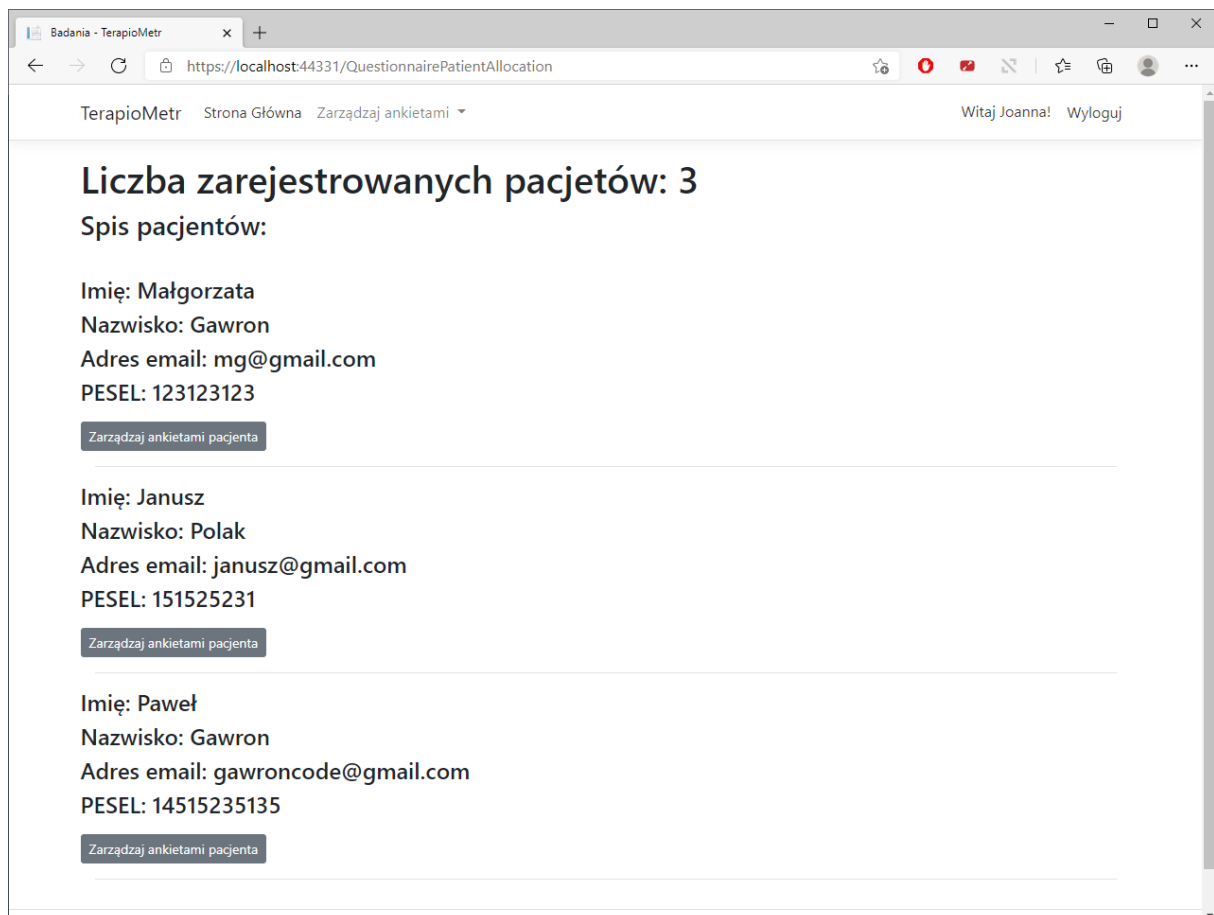 Badania - TerapioMetr
https://localhost:44331/QuestionnairePatientAllocation
TerapioMetr Strona Główna Zarządzaj ankietami Witaj Joanna! Wyloguj
Liczba zarejestrowanych pacjetów: 3
Spis pacjentów:
Imię: Małgorzata
Nazwisko: Gawron
Adres email: mg@gmail.com
PESEL: 123123123
Zarządzaj ankietami pacjenta
Imię: Janusz
Nazwisko: Polak
Adres email: janusz@gmail.com
PESEL: 151525231
Zarządzaj ankietami pacjenta
Imię: Paweł
Nazwisko: Gawron
Adres email: gawroncode@gmail.com
PESEL: 14515235135
Zarządzaj ankietami pacjenta